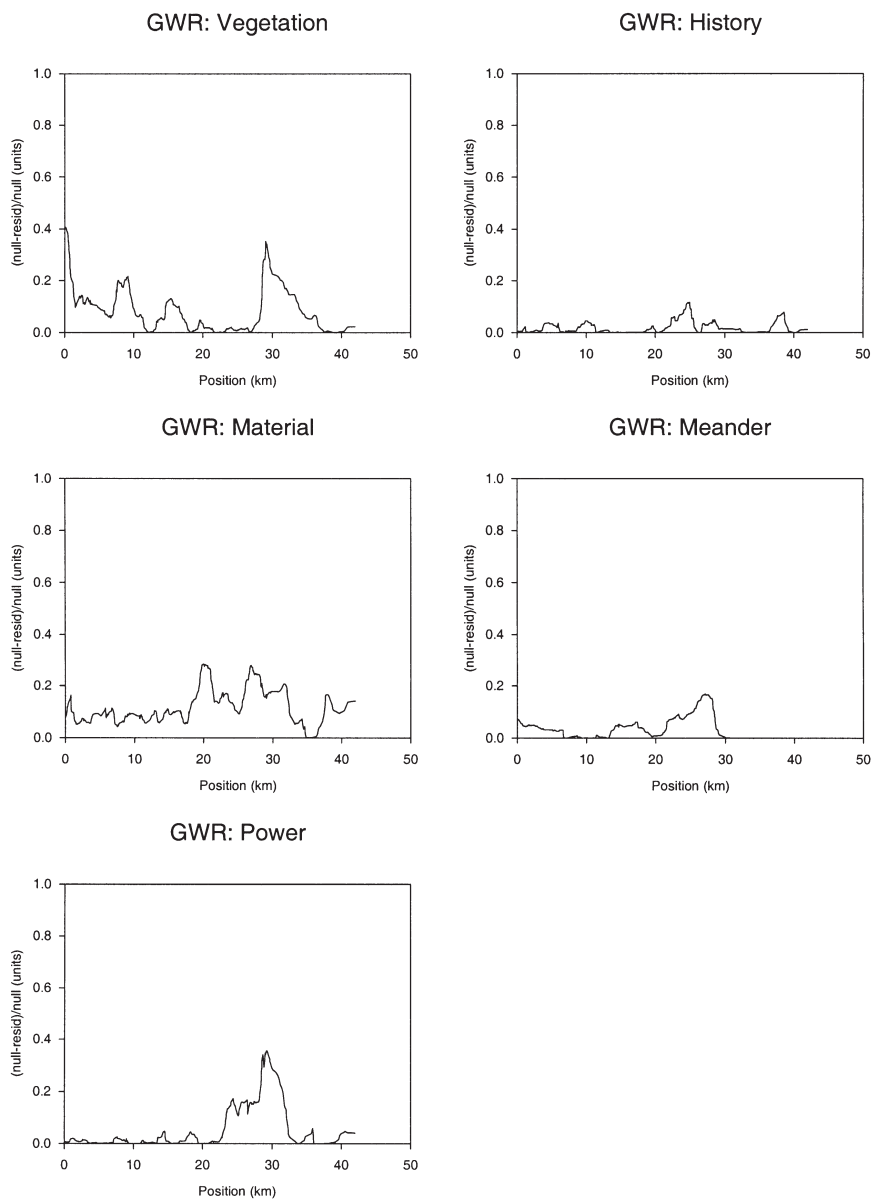 GWR: Vegetation
1.0
0.8
0.6
0.4
0.2
0.0
(null-resid)/null (units)
0 10 20 30 40 50
Position (km)
GWR: History
1.0
0.8
0.6
0.4
0.2
0.0
(null-resid)/null (units)
0 10 20 30 40 50
Position (km)
GWR: Material
1.0
0.8
0.6
0.4
0.2
0.0
(null-resid)/null (units)
0 10 20 30 40 50
Position (km)
GWR: Meander
1.0
0.8
0.6
0.4
0.2
0.0
(null-resid)/null (units)
0 10 20 30 40 50
Position (km)
GWR: Power
1.0
0.8
0.6
0.4
0.2
0.0
(null-resid)/null (units)
0 10 20 30 40 50
Position (km)